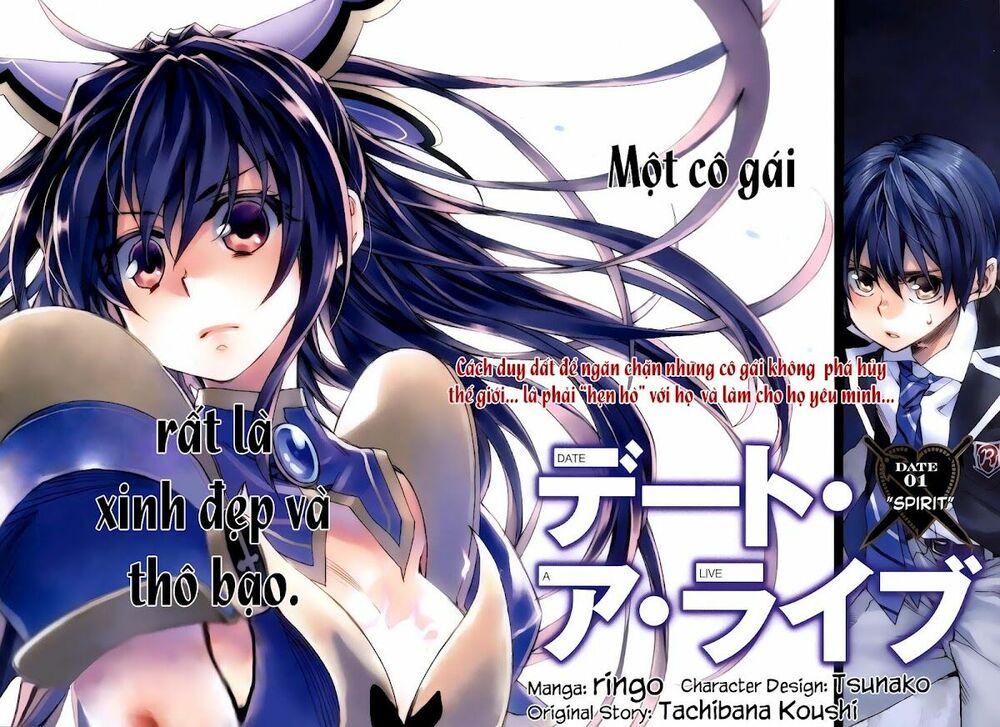 Một cô gái
rất là
xinh đẹp và
thô bạo.
Cách duy dất để ngăn chặn những cô gái không phá hủy
thế giới... là phải "hẹn hò" với họ và làm cho họ yêu mình...
DATE
デート・
A LIVE
ア・ライブ
DATE
01
"SPIRIT"
Manga: ringo Character Design: Tsunako
Original Story: Tachibana Koushi